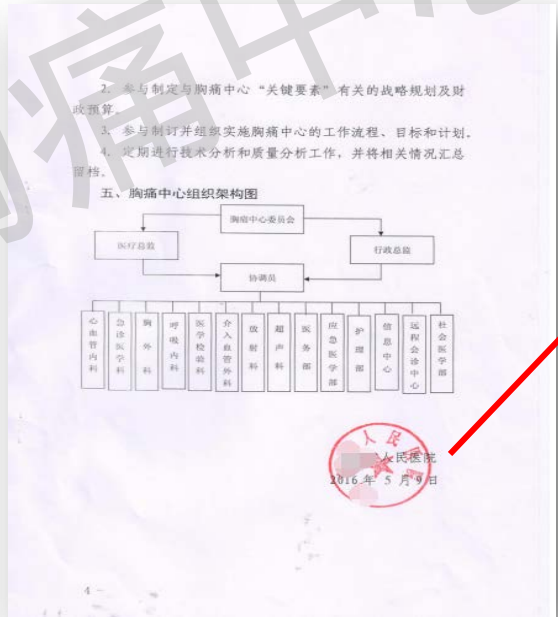 2. 参与制定与胸痛中心“关键要素”有关的战略规划及财
政预算。
3. 参与制订并组织实施胸痛中心的工作流程、目标和计划。
4. 定期进行技术分析和质量分析工作，并将相关情况汇总
留档。
五、胸痛中心组织架构图
胸痛中心委员会
医疗总监
行政总监
协调员
心血管内科
急诊医学科
胸外科
呼吸内科
医学检验科
介入血管外科
放射科
超声科
医务部
应急医学部
护理部
信息中心
远程会诊中心
社会医学部
人民医院
人民医院
2016年5月9日
4
痛中心